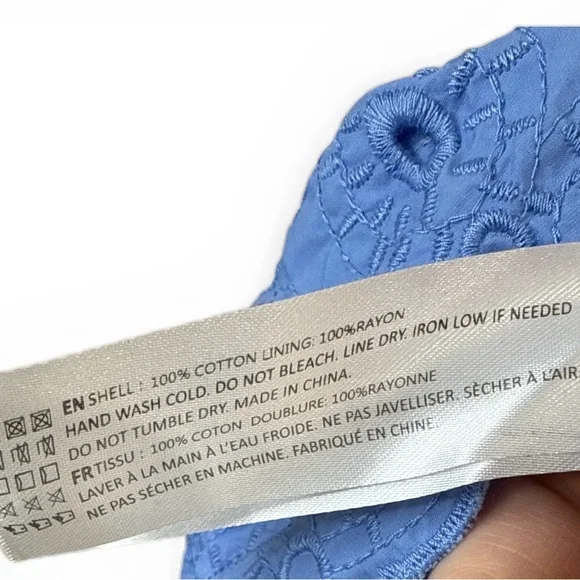 EN SHELL : 100% COTTON LINING: 100%RAYON
HAND WASH COLD. DO NOT BLEACH. LINE DRY. IRON LOW IF NEEDED
DO NOT TUMBLE DRY. MADE IN CHINA.
FR TISSU : 100% COTON DOUBLURE: 100%RAYONNE
LAVER À LA MAIN À L'EAU FROIDE. NE PAS JAVELLISER. SÈCHER À L'AIR
NE PAS SÉCHER EN MACHINE. FABRIQUÉ EN CHINE.